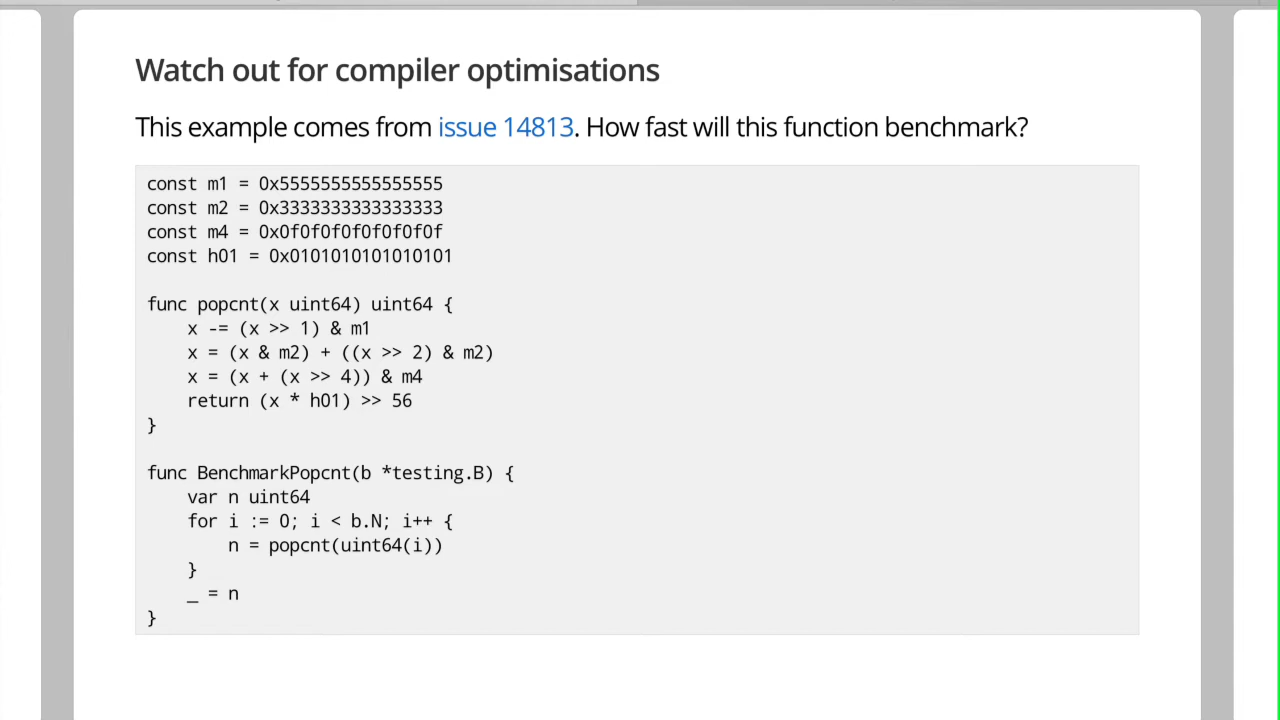 Watch out for compiler optimisations
This example comes from issue 14813. How fast will this function benchmark?
const m1 = 0x5555555555555555
const m2 = 0x3333333333333333
const m4 = 0x0f0f0f0f0f0f0f0f
const h01 = 0x0101010101010101
func popcnt(x uint64) uint64 {
    x -= (x >> 1) & m1
    x = (x & m2) + ((x >> 2) & m2)
    x = (x + (x >> 4)) & m4
    return (x * h01) >> 56
}
func BenchmarkPopcnt(b *testing.B) {
    var n uint64
    for i := 0; i < b.N; i++ {
        n = popcnt(uint64(i))
    }
    _ = n
}